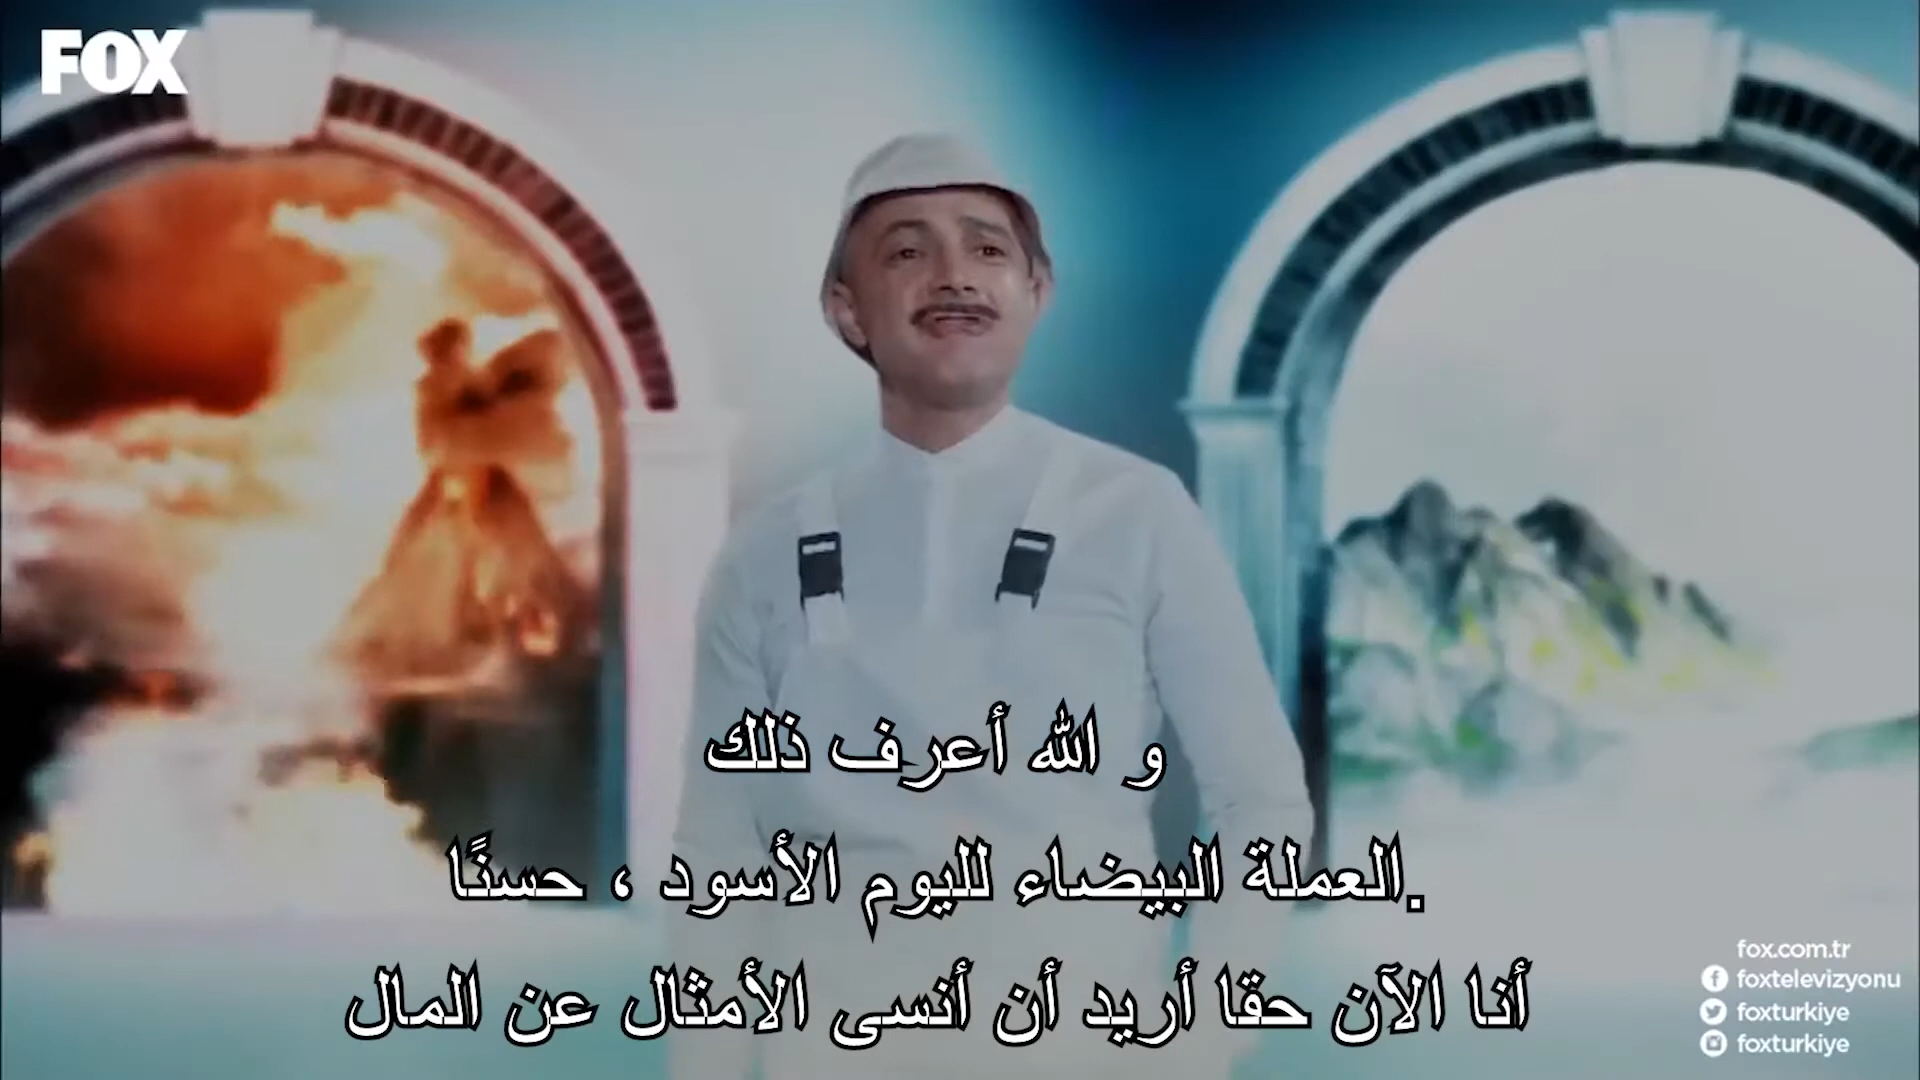 FOX
و الله أعرف ذلك
العملة البيضاء لليوم الأسود ، حسنًا.
أنا الآن حقا أريد أن أنسى الأمثال عن المال
fox.com.tr
foxtelevizyonu
foxturkiye
foxturkiye